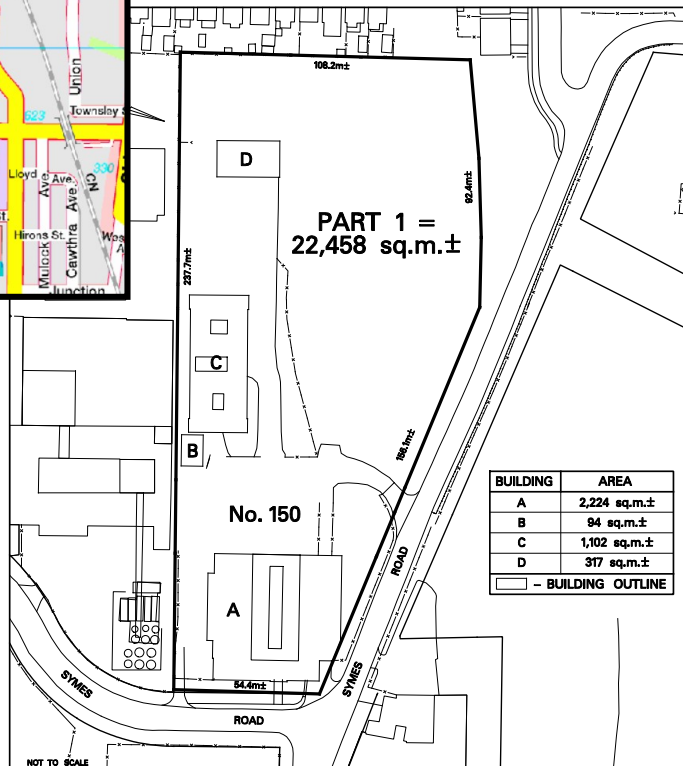 Union
623
Townsley S
Lloyd
Ave.
330
CN
Ave.
St.
Hirons St.
Mulock
Cawthra Ave.
Wes
Junction
108.2m±
D
92.4m±
PART 1 =
22,458 sq.m.±
237.7m±
C
B
156.1m±
No. 150
A
54.4m±
SYMES
ROAD
SYMES
ROAD
BUILDING AREA
A 2,224 sq.m.±
B 94 sq.m.±
C 1,102 sq.m.±
D 317 sq.m.±
– BUILDING OUTLINE
NOT TO SCALE